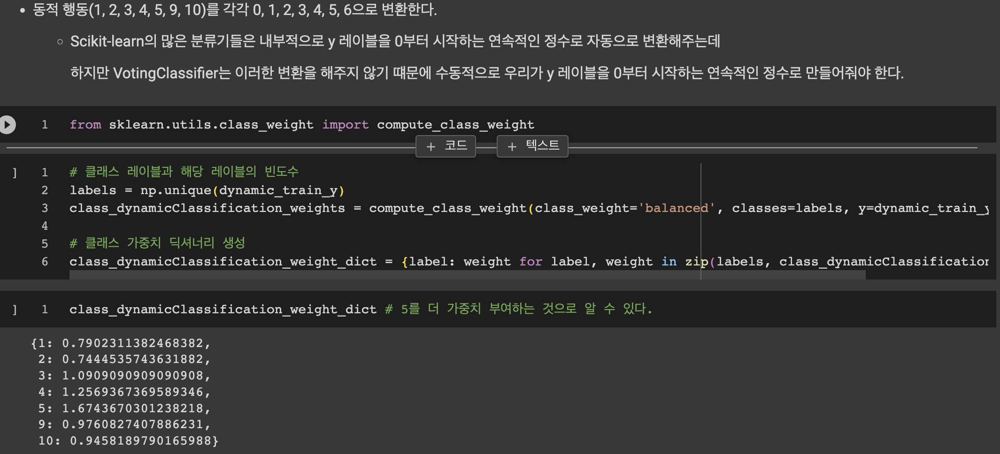 • 동적 행동(1, 2, 3, 4, 5, 9, 10)를 각각 0, 1, 2, 3, 4, 5, 6으로 변환한다.
○ Scikit-learn의 많은 분류기들은 내부적으로 y 레이블을 0부터 시작하는 연속적인 정수로 자동으로 변환해주는데
하지만 VotingClassifier는 이러한 변환을 해주지 않기 떄문에 수동적으로 우리가 y 레이블을 0부터 시작하는 연속적인 정수로 만들어줘야 한다.
1 from sklearn.utils.class_weight import compute_class_weight
+ 코드 + 텍스트
] 1 # 클래스 레이블과 해당 레이블의 빈도수
2 labels = np.unique(dynamic_train_y)
3 class_dynamicClassification_weights = compute_class_weight(class_weight='balanced', classes=labels, y=dynamic_train_y
4
5 # 클래스 가중치 딕셔너리 생성
6 class_dynamicClassification_weight_dict = {label: weight for label, weight in zip(labels, class_dynamicClassification
] 1 class_dynamicClassification_weight_dict # 5를 더 가중치 부여하는 것으로 알 수 있다.
{1: 0.7902311382468382,
2: 0.7444535743631882,
3: 1.0909090909090908,
4: 1.2569367369589346,
5: 1.6743670301238218,
9: 0.9760827407886231,
10: 0.9458189790165988}